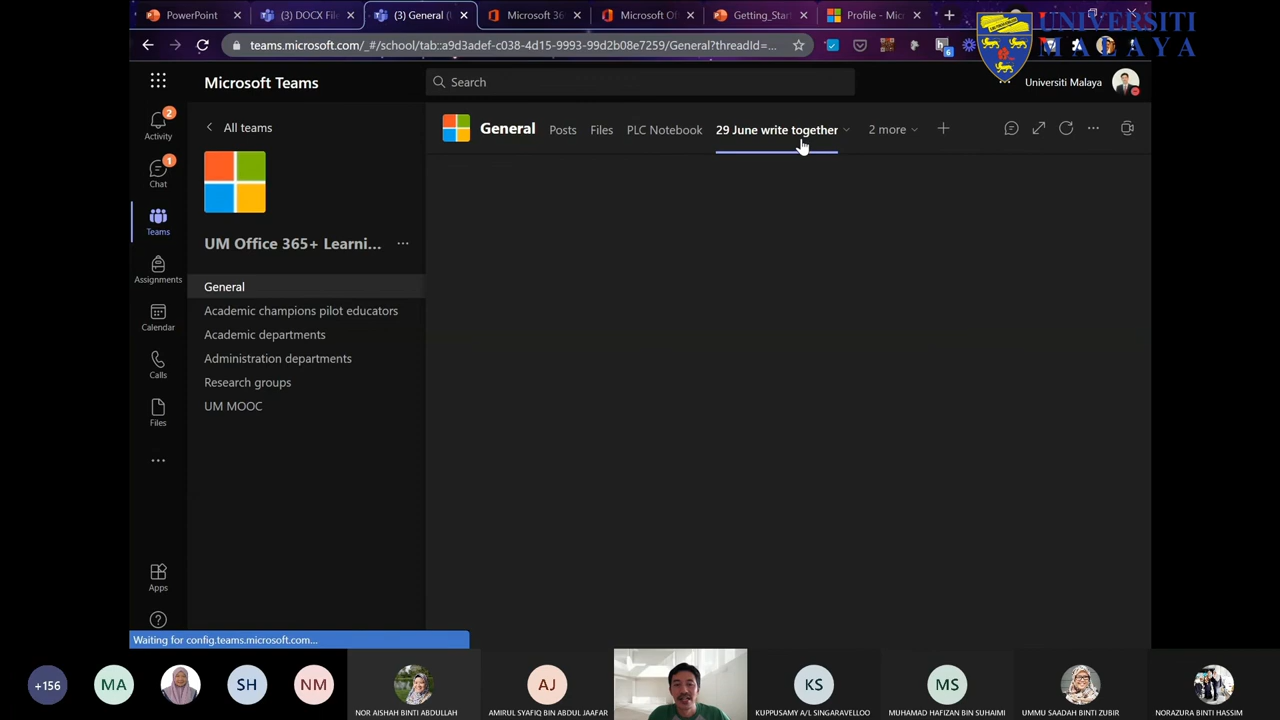 PowerPoint
(3) DOCX File
(3) General (
Microsoft 36
Microsoft Of
Getting_Star
Profile - Mic
UNIVERSITI
MALAYA
teams.microsoft.com/_#/school/tab::a9d3adef-c038-4d15-9993-99d2b08e7259/General?threadId=...
6
Microsoft Teams
Search
Universiti Malaya
2
Activity
1
Chat
Teams
Assignments
Calendar
Calls
Files
Apps
All teams
UM Office 365+ Learni...
General
Academic champions pilot educators
Academic departments
Administration departments
Research groups
UM MOOC
General
Posts
Files
PLC Notebook
29 June write together
2 more
Waiting for config.teams.microsoft.com...
+156
MA
SH
NM
NOR AISHAH BINTI ABDULLAH
AJ
AMIRUL SYAFIQ BIN ABDUL JAAFAR
KS
KUPPUSAMY A/L SINGARAVELLOO
MS
MUHAMAD HAFIZAN BIN SUHAIMI
UMMU SAADAH BINTI ZUBIR
NORAZURA BINTI HASSIM